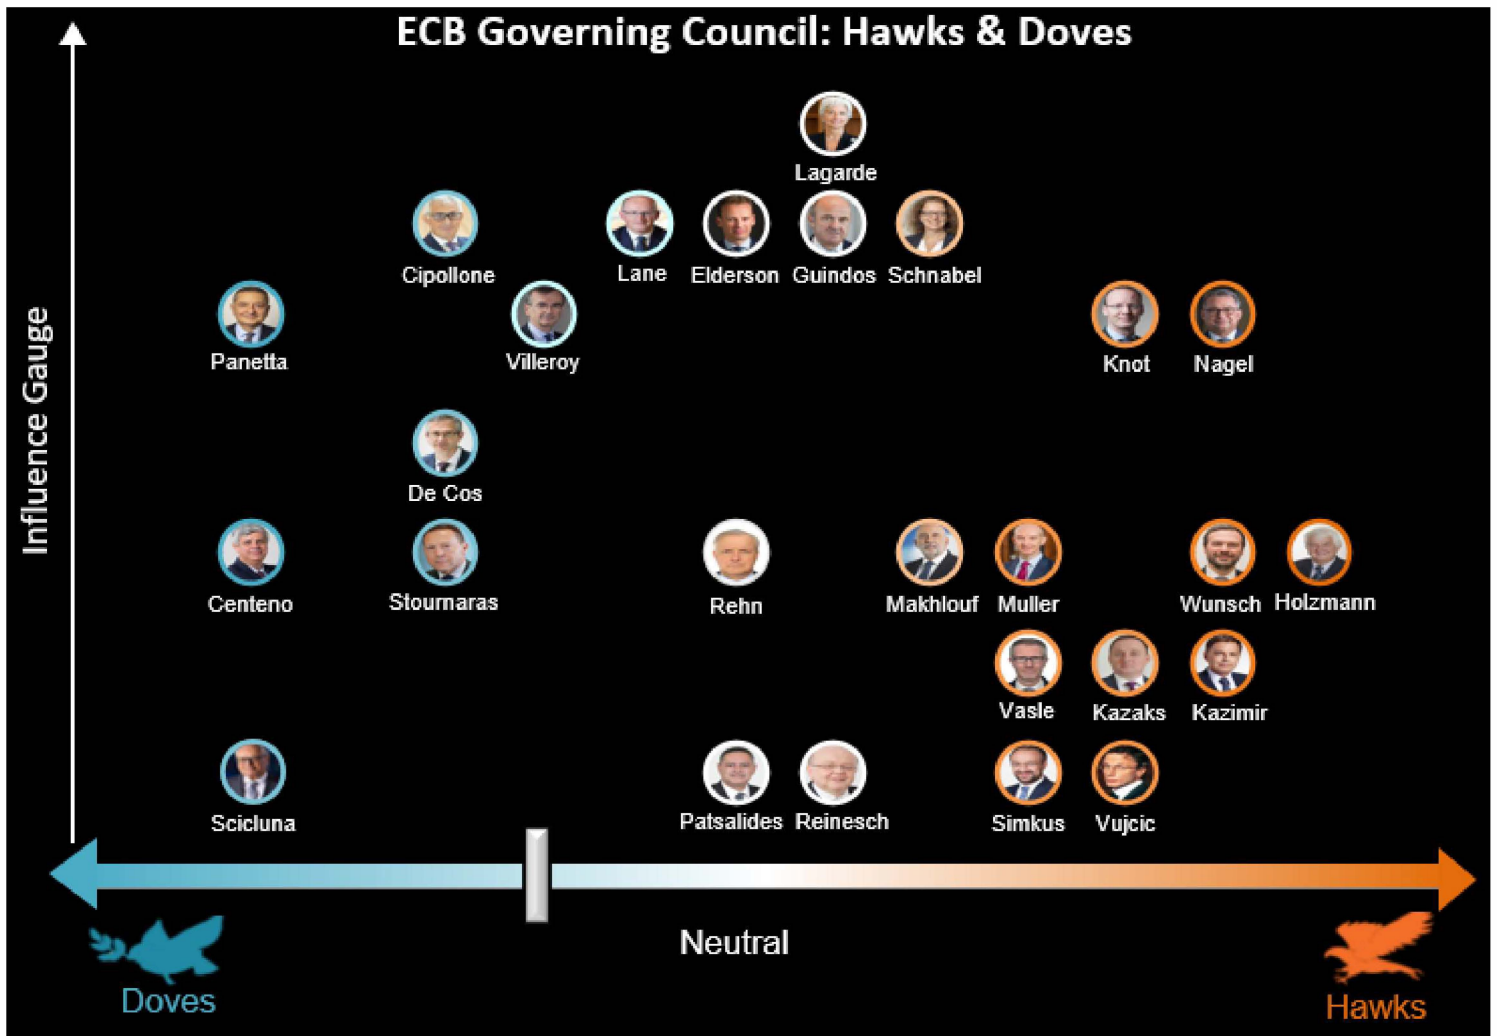 ECB Governing Council: Hawks & Doves
Influence Gauge
Lagarde
Cipollone
Lane
Elderson
Guindos
Schnabel
Panetta
Villeroy
Knot
Nagel
De Cos
Centeno
Stournaras
Rehn
Makhlouf
Muller
Wunsch
Holzmann
Vasle
Kazaks
Kazimir
Scicluna
Patsalides
Reinesch
Simkus
Vujcic
Neutral
Doves
Hawks